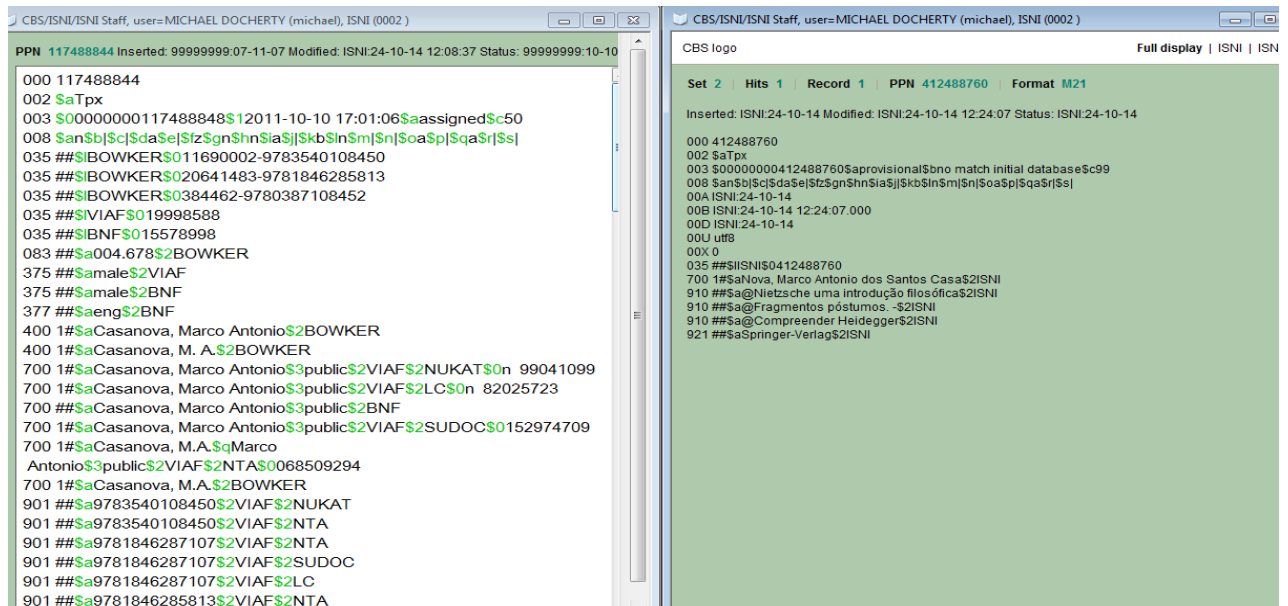 CBS/ISNI/ISNI Staff, user=MICHAEL DOCHERTY (michael), ISNI (0002 )
PPN 117488844 Inserted: 99999999:07-11-07 Modified: ISNI:24-10-14 12:08:37 Status: 99999999:10-10
000 117488844
002 $aTpx
003 $0000000117488848$12011-10-10 17:01:06$aassigned$c50
008 $an$b|$c|$da$e|$fz$gn$hn$ia$j|$kb$ln$m|$n|$oa$p|$qa$r|$s|
035 ##$lBOWKER$011690002-9783540108450
035 ##$lBOWKER$020641483-9781846285813
035 ##$lBOWKER$0384462-9780387108452
035 ##$lVIAF$019998588
035 ##$lBNF$015578998
083 ##$a004.678$2BOWKER
375 ##$amale$2VIAF
375 ##$amale$2BNF
377 ##$aeng$2BNF
400 1#$aCasanova, Marco Antonio$2BOWKER
400 1#$aCasanova, M. A.$2BOWKER
700 1#$aCasanova, Marco Antonio$3public$2VIAF$2NUKAT$0n  99041099
700 1#$aCasanova, Marco Antonio$3public$2VIAF$2LC$0n  82025723
700 ##$aCasanova, Marco Antonio$3public$2BNF
700 1#$aCasanova, Marco Antonio$3public$2VIAF$2SUDOC$0152974709
700 1#$aCasanova, M.A.$qMarco
Antonio$3public$2VIAF$2NTA$0068509294
700 1#$aCasanova, M.A.$2BOWKER
901 ##$a9783540108450$2VIAF$2NUKAT
901 ##$a9783540108450$2VIAF$2NTA
901 ##$a9781846287107$2VIAF$2NTA
901 ##$a9781846287107$2VIAF$2SUDOC
901 ##$a9781846287107$2VIAF$2LC
901 ##$a9781846285813$2VIAF$2NTA
CBS/ISNI/ISNI Staff, user=MICHAEL DOCHERTY (michael), ISNI (0002 )
CBS logo
Full display | ISNI | ISN
Set 2 | Hits 1 | Record 1 | PPN 412488760 | Format M21
Inserted: ISNI:24-10-14 Modified: ISNI:24-10-14 12:24:07 Status: ISNI:24-10-14
000 412488760
002 $aTpx
003 $0000000412488760$aprovisional$bno match initial database$c99
008 $an$b|$c|$da$e|$fz$gn$hn$ia$j|$kb$ln$m|$n|$oa$p|$qa$r|$s|
00A ISNI:24-10-14
00B ISNI:24-10-14 12:24:07.000
00D ISNI:24-10-14
00U utf8
00X 0
035 ##$lISNI$0412488760
700 1#$aNova, Marco Antonio dos Santos Casa$2ISNI
910 ##$a@Nietzsche uma introdução filosófica$2ISNI
910 ##$a@Fragmentos póstumos. -$2ISNI
910 ##$a@Compreender Heidegger$2ISNI
921 ##$aSpringer-Verlag$2ISNI